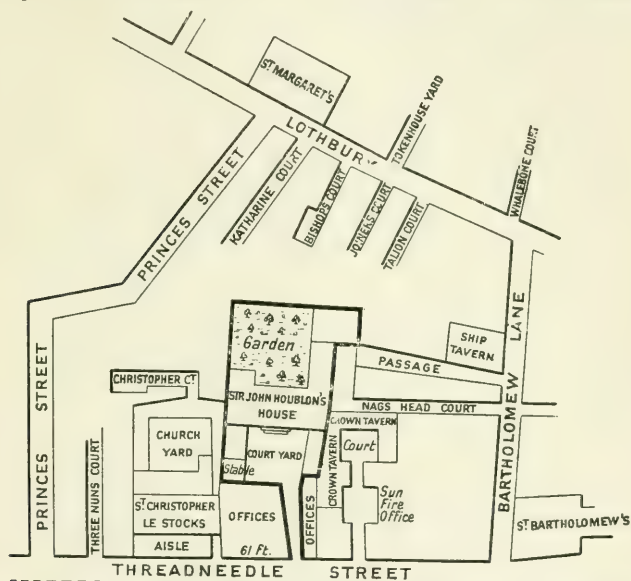 ST MARGARET'S
LOTHBURY
TOKENHOUSE YARD
WHALEBONE COURT
PRINCES STREET
KATHARINE COURT
BISHOPS COURT
JOINERS COURT
TALION COURT
BARTHOLOMEW LANE
SHIP
TAVERN
PASSAGE
Garden
PRINCES STREET
CHRISTOPHER CT.
SIR JOHN HOUBLON'S
HOUSE
NAGS HEAD COURT
CROWN TAVERN
THREE NUNS COURT
CHURCH
YARD
COURT YARD
Stable
CROWN TAVERN
Court
ST CHRISTOPHER
LE STOCKS
OFFICES
OFFICES
Sun
Fire
Office
ST BARTHOLOMEW'S
AISLE
61 Ft.
THREADNEEDLE STREET